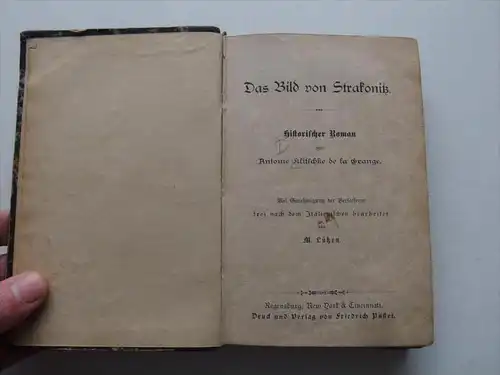 Das Bild von Strakonitz.
Historischer Roman
von
Antonie Klitschke de la Grange.
Mit Genehmigung der Verfasserin
frei nach dem Italienischen bearbeitet
von
M. Lützen
Regensburg, New York & Cincinnati.
Druck und Verlag von Friedrich Pustet.